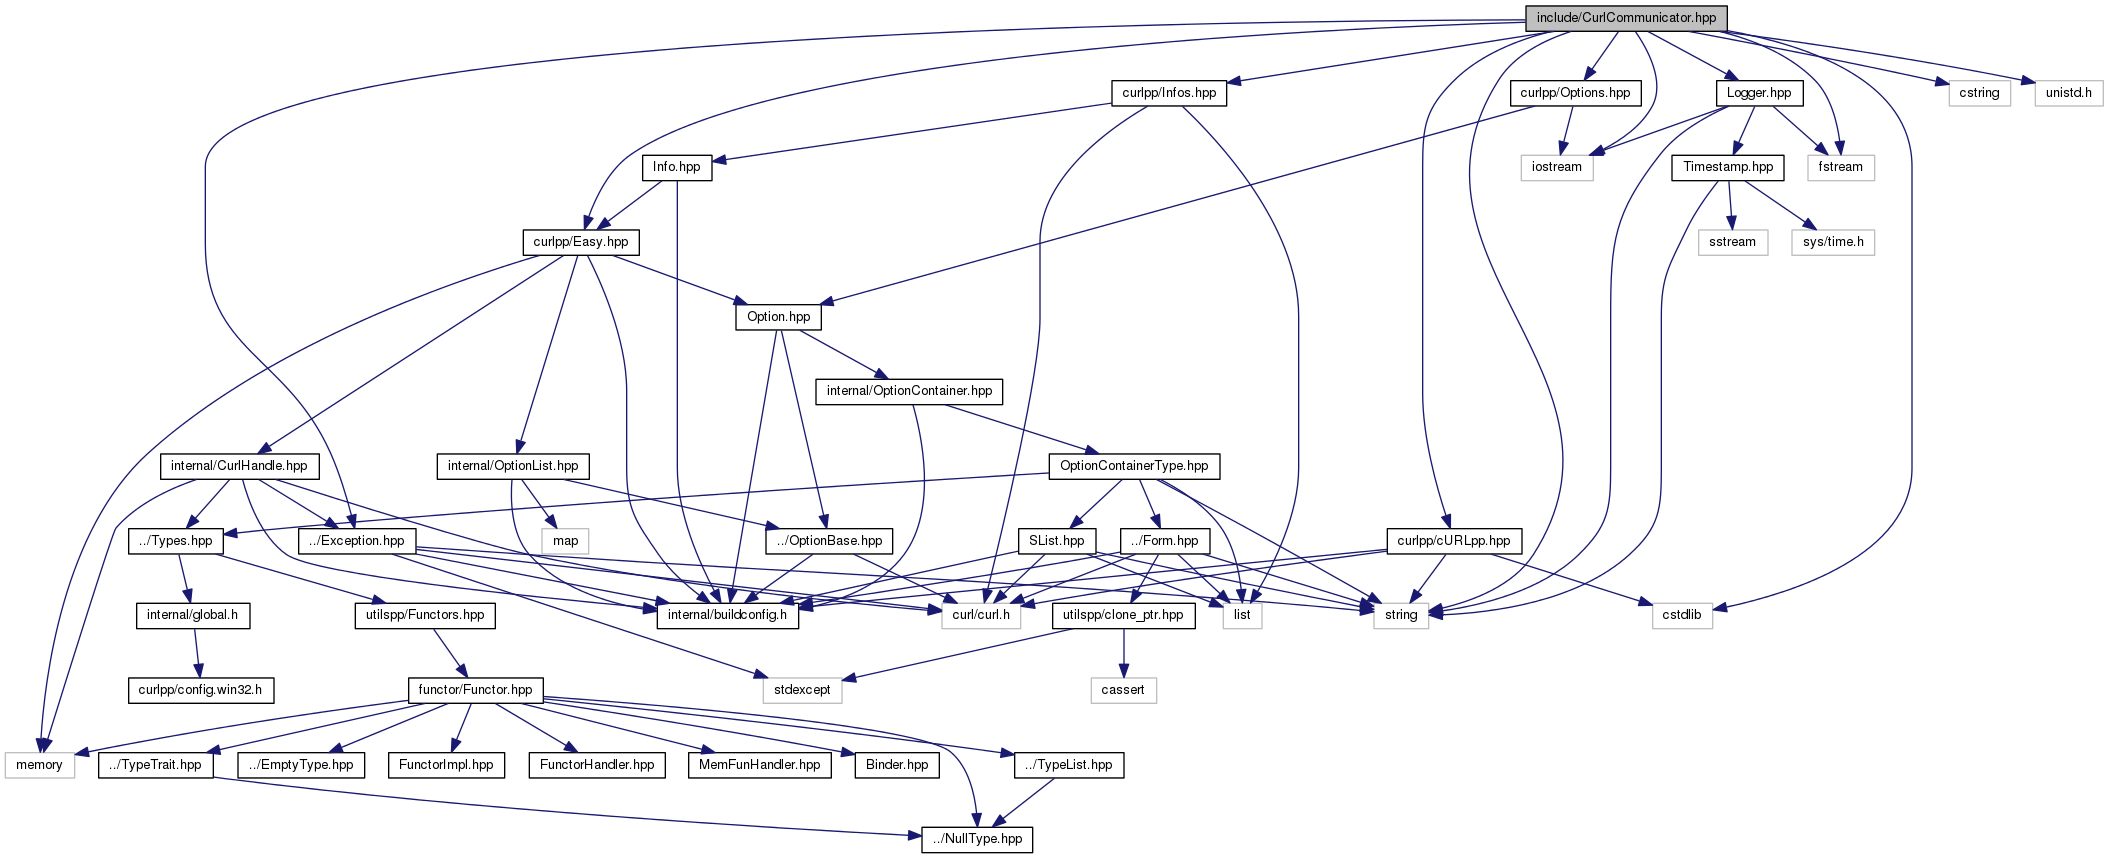 include/CurlCommunicator.hpp
curlpp/Infos.hpp
curlpp/Options.hpp
Logger.hpp
cstring
unistd.h
Info.hpp
iostream
Timestamp.hpp
fstream
curlpp/Easy.hpp
sstream
sys/time.h
Option.hpp
internal/OptionContainer.hpp
internal/CurlHandle.hpp
internal/OptionList.hpp
OptionContainerType.hpp
../Types.hpp
../Exception.hpp
map
../OptionBase.hpp
SList.hpp
../Form.hpp
curlpp/cURLpp.hpp
internal/global.h
utilspp/Functors.hpp
internal/buildconfig.h
curl/curl.h
utilspp/clone_ptr.hpp
list
string
cstdlib
curlpp/config.win32.h
functor/Functor.hpp
stdexcept
cassert
memory
../TypeTrait.hpp
../EmptyType.hpp
FunctorImpl.hpp
FunctorHandler.hpp
MemFunHandler.hpp
Binder.hpp
../TypeList.hpp
../NullType.hpp